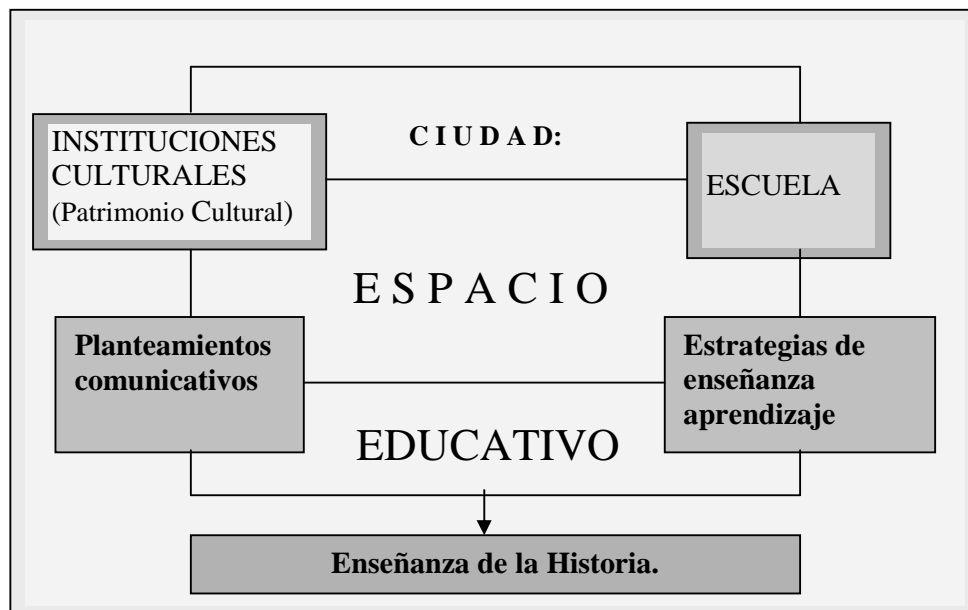 INSTITUCIONES
CULTURALES
(Patrimonio Cultural)
C I U D A D:
ESCUELA
E S P A C I O
Planteamientos
comunicativos
Estrategias de
enseñanza
aprendizaje
EDUCATIVO
Enseñanza de la Historia.